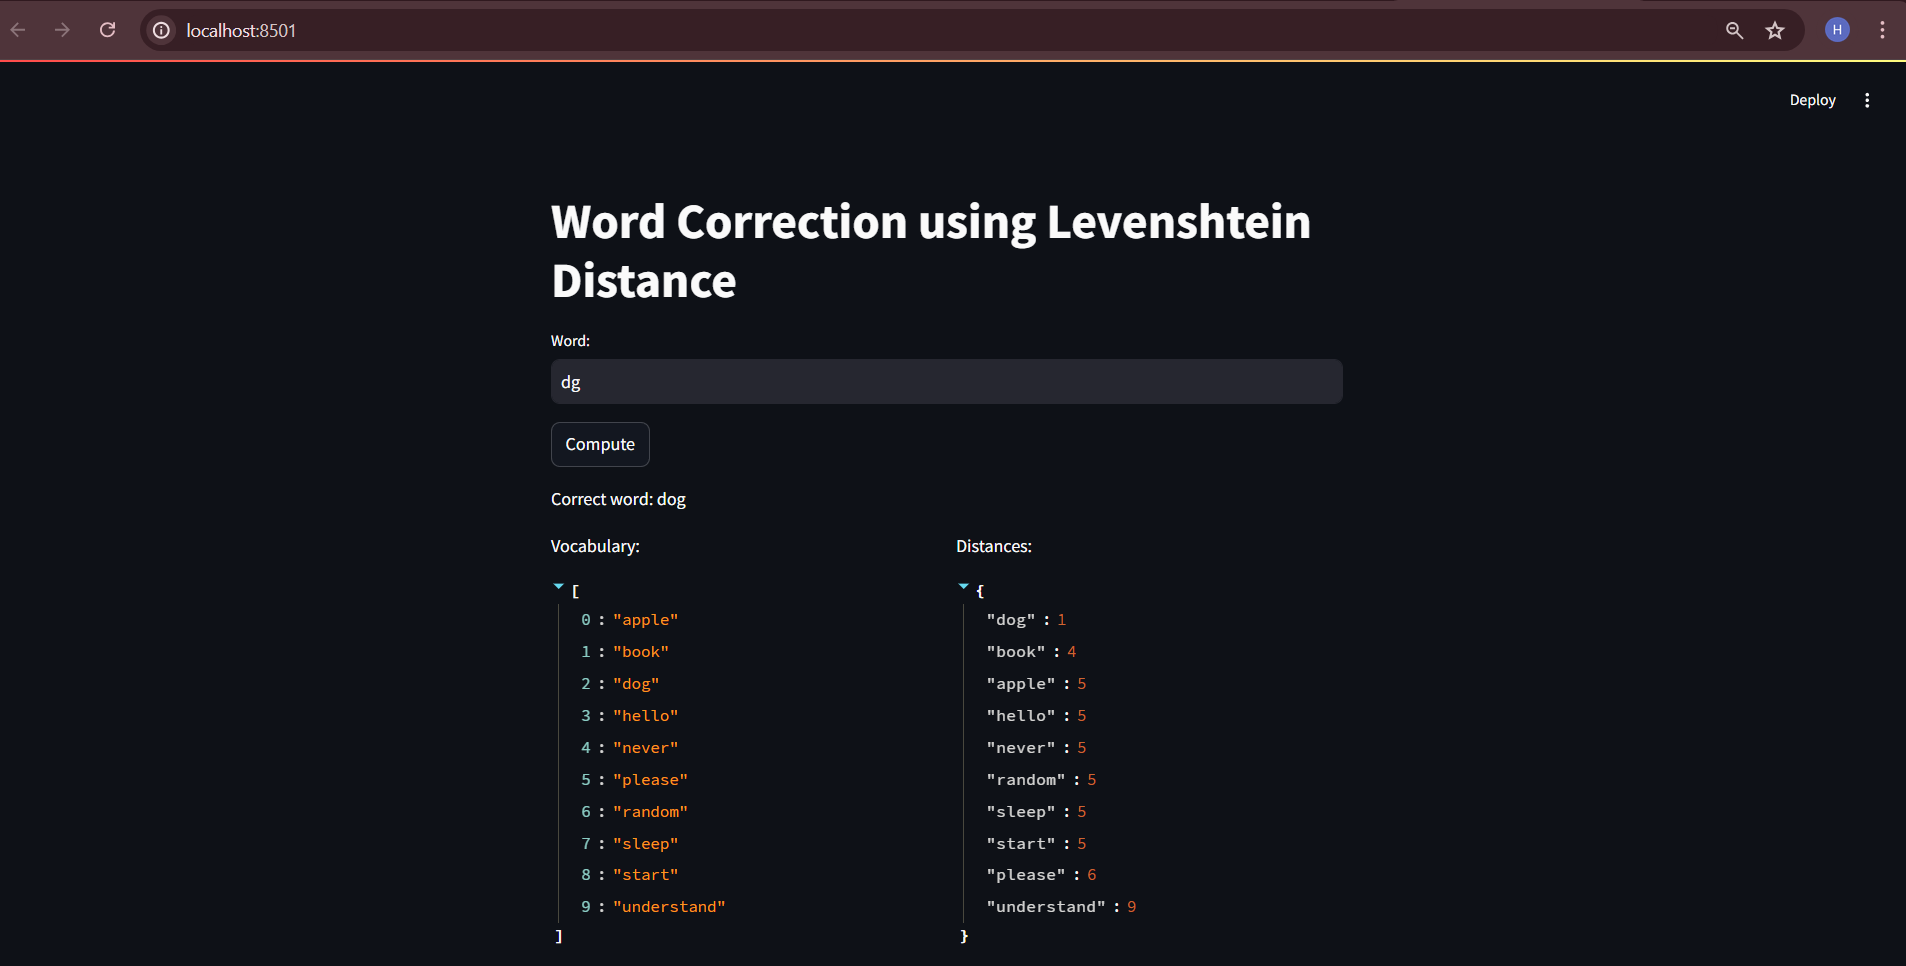 localhost:8501
H
Deploy
Word Correction using Levenshtein
Distance
Word:
dg
Compute
Correct word: dog
Vocabulary:
[
0 : "apple"
1 : "book"
2 : "dog"
3 : "hello"
4 : "never"
5 : "please"
6 : "random"
7 : "sleep"
8 : "start"
9 : "understand"
]
Distances:
{
"dog" : 1
"book" : 4
"apple" : 5
"hello" : 5
"never" : 5
"random" : 5
"sleep" : 5
"start" : 5
"please" : 6
"understand" : 9
}